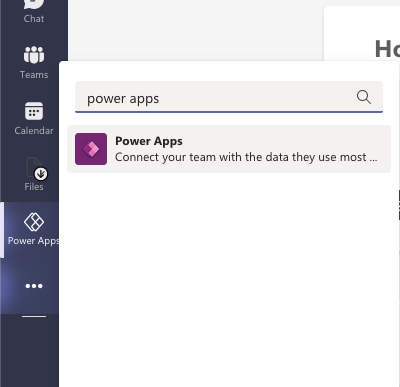 Chat
Ho
Teams
power apps
Calendar
Power Apps
Connect your team with the data they use most ...
Files
Power Apps